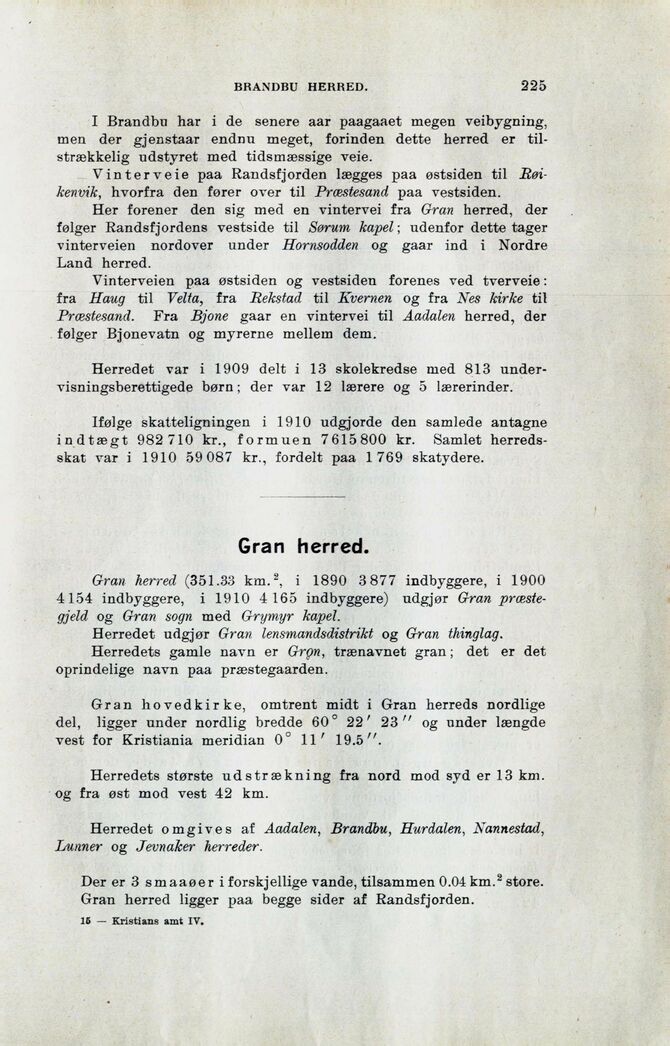 BRANDBU HERRED. 225
I Brandbu har i de senere aar paagaaet megen veibygning,
men der gjenstaar endnu meget, forinden dette herred er til-
strækkelig udstyret med tidsmæssige veie.
Vinterveie paa Randsfjorden lægges paa østsiden til Røi-
kenvik, hvorfra den fører over til Præstesand paa vestsiden.
Her forener den sig med en vintervei fra Gran herred, der
følger Randsfjordens vestside til Sørum kapel; udenfor dette tager
vinterveien nordover under Hornsodden og gaar ind i Nordre
Land herred.
Vinterveien paa østsiden og vestsiden forenes ved tverveie:
fra Haug til Velta, fra Rekstad til Kvernen og fra Nes kirke til
Præstesand. Fra Bjone gaar en vintervei til Aadalen herred, der
følger Bjonevatn og myrerne mellem dem.
Herredet var i 1909 delt i 13 skolekredse med 813 under-
visningsberettigede børn; der var 12 lærere og 5 lærerinder.
Ifølge skatteligningen i 1910 udgjorde den samlede antagne
indtægt 982 710 kr., formuen 7 615 800 kr. Samlet herreds-
skat var i 1910 59 087 kr., fordelt paa 1 769 skatydere.
Gran herred.
Gran herred (351.33 km.², i 1890 3 877 indbyggere, i 1900
4 154 indbyggere, i 1910 4 165 indbyggere) udgjør Gran præste-
gjeld og Gran sogn med Grymyr kapel.
Herredet udgjør Gran lensmandsdistrikt og Gran thinglag.
Herredets gamle navn er Grǫn, trænavnet gran; det er det
oprindelige navn paa præstegaarden.
Gran hovedkirke, omtrent midt i Gran herreds nordlige
del, ligger under nordlig bredde 60° 22′ 23″ og under længde
vest for Kristiania meridian 0° 11′ 19.5″.
Herredets største udstrækning fra nord mod syd er 13 km.
og fra øst mod vest 42 km.
Herredet omgives af Aadalen, Brandbu, Hurdalen, Nannestad,
Lunner og Jevnaker herreder.
Der er 3 smaaøer i forskjellige vande, tilsammen 0.04 km.² store.
Gran herred ligger paa begge sider af Randsfjorden.
15 — Kristians amt IV.